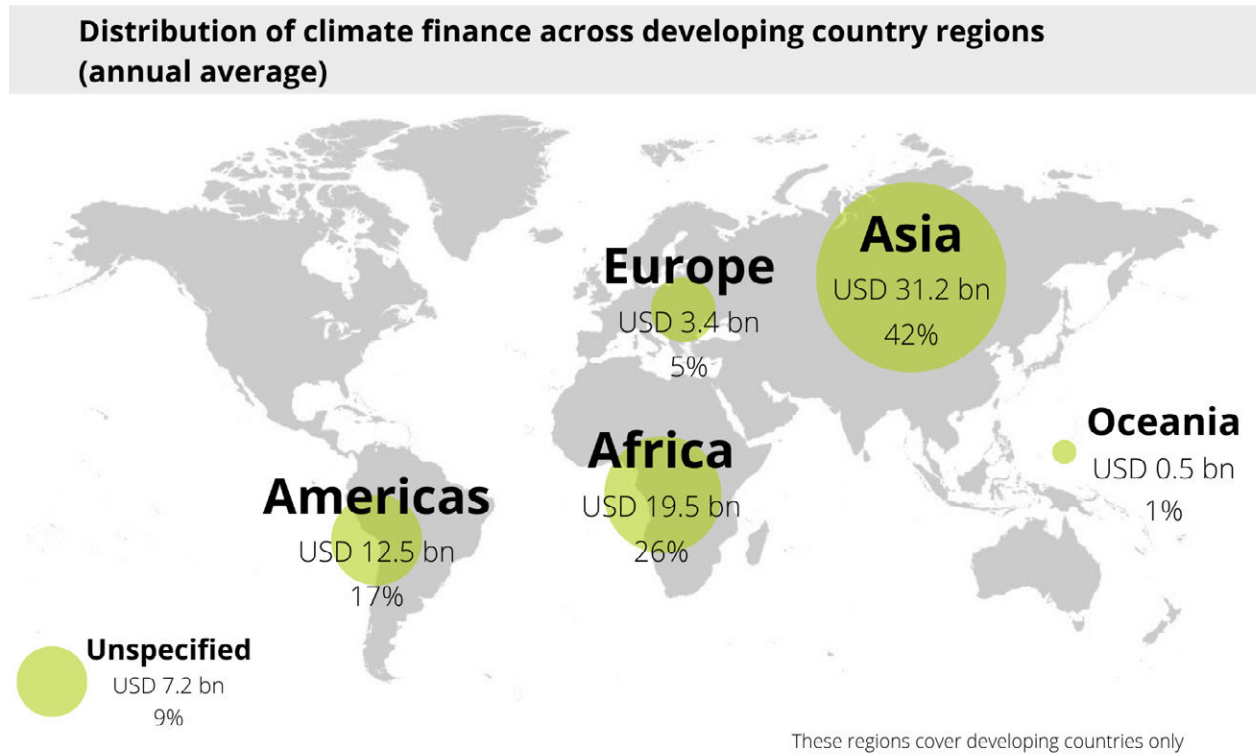 Distribution of climate finance across developing country regions
(annual average)
Asia
USD 31.2 bn
42%
Europe
USD 3.4 bn
5%
Oceania
USD 0.5 bn
1%
Africa
USD 19.5 bn
26%
Americas
USD 12.5 bn
17%
Unspecified
USD 7.2 bn
9%
These regions cover developing countries only